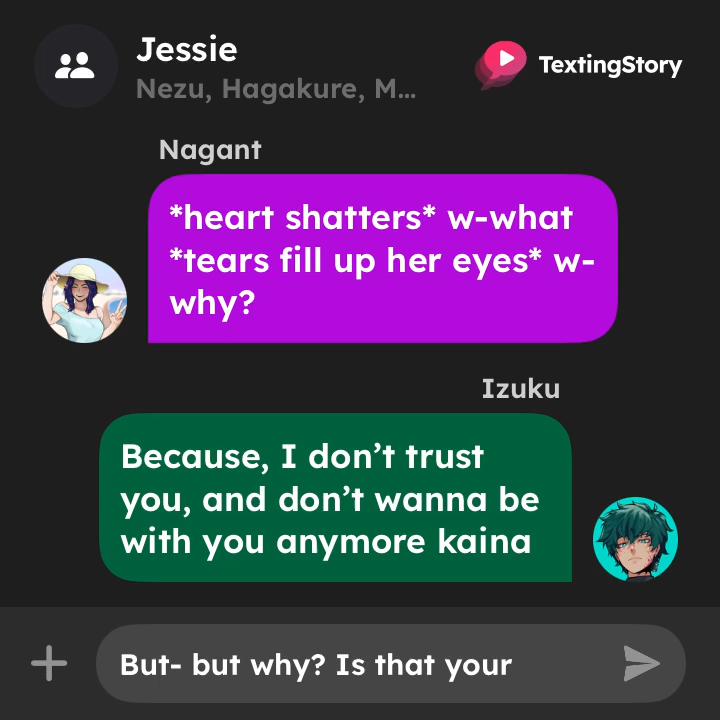 Jessie
Nezu, Hagakure, M...
TextingStory
Nagant
*heart shatters* w-what
*tears fill up her eyes* w-
why?
Izuku
Because, I don’t trust
you, and don’t wanna be
with you anymore kaina
But- but why? Is that your